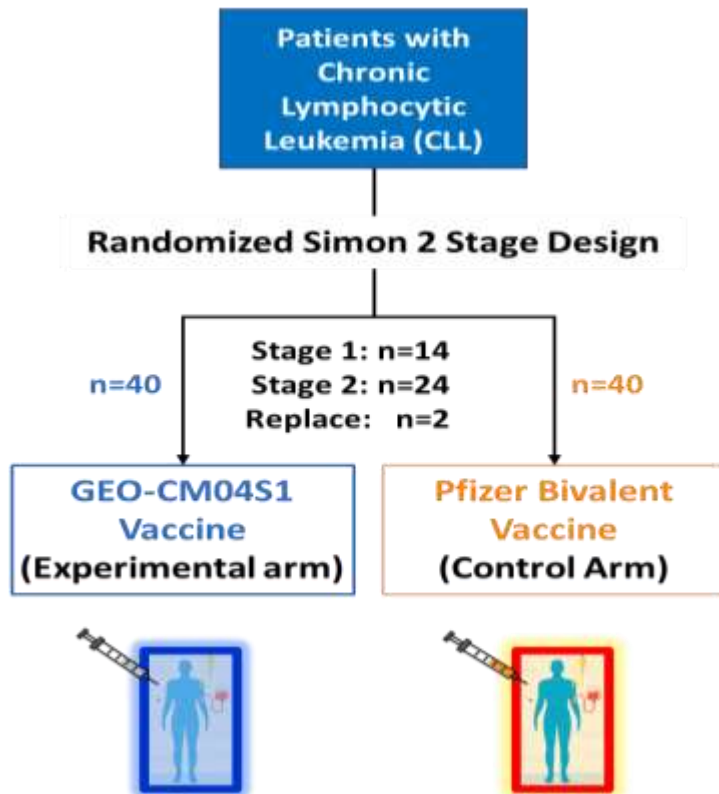 Patients with
Chronic
Lymphocytic
Leukemia (CLL)
Randomized Simon 2 Stage Design
Stage 1: n=14
n=40
Stage 2: n=24
n=40
Replace: n=2
GEO-CM04S1
Vaccine
(Experimental arm)
Pfizer Bivalent
Vaccine
(Control Arm)